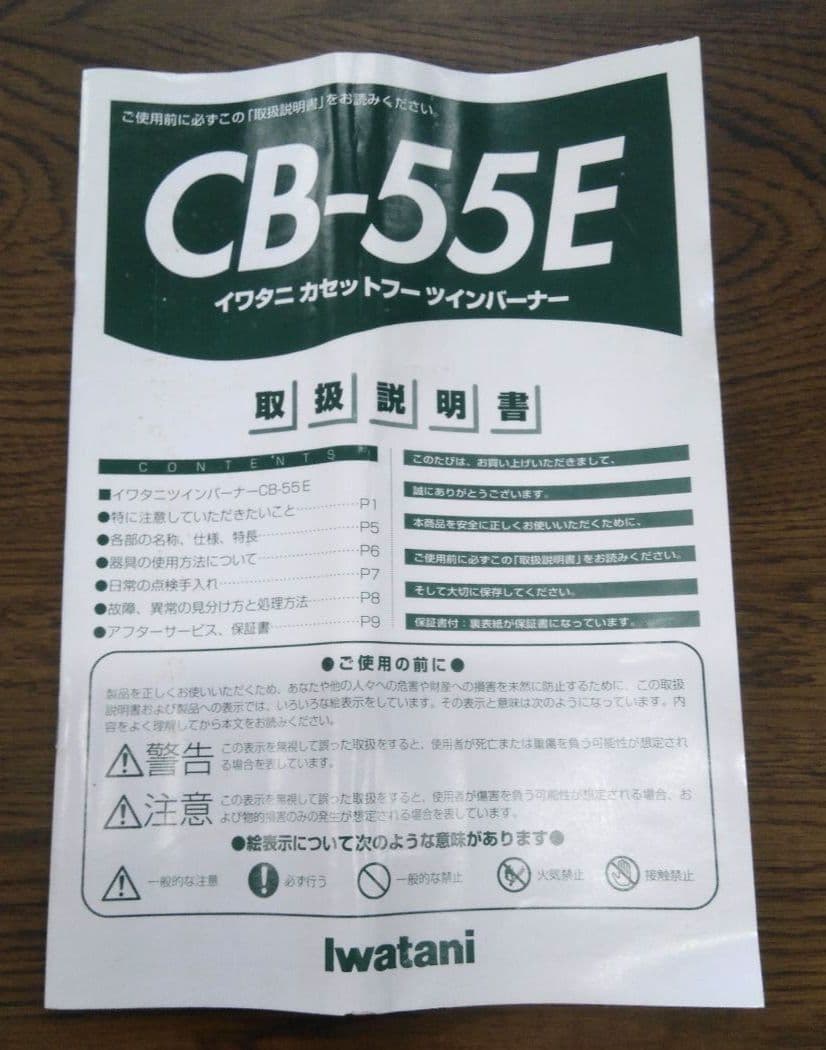 ご使用前に必ずこの「取扱説明書」をお読みください。
CB-55E
イワタニ カセットフー ツインバーナー
取扱説明書
CONTENTS
■イワタニツインバーナーCB-55E
●特に注意していただきたいこと…………P1
●各部の名称、仕様、特長…………P5
●器具の使用方法について…………P6
●日常の点検手入れ…………P7
●故障、異常の見分け方と処理方法…………P8
●アフターサービス、保証書…………P9
このたびは、お買い上げいただきまして、
誠にありがとうございます。
本商品を安全に正しくお使いいただくために、
ご使用前に必ずこの「取扱説明書」をお読みください。
そして大切に保存してください。
保証書付：裏表紙が保証書になっています。
●ご使用の前に●
製品を正しくお使いいただくため、あなたや他の人々への危害や財産への損害を未然に防止するために、この取扱
説明書および製品への表示では、いろいろな絵表示をしています。その表示と意味は次のようになっています。内
容をよく理解してから本文をお読みください。
警告
この表示を無視して誤った取扱をすると、使用者が死亡または重傷を負う可能性が想定され
る場合を表しています。
注意
この表示を無視して誤った取扱をすると、使用者が傷害を負う可能性が想定される場合、お
よび物的損害のみの発生が想定される場合を表しています。
●絵表示について次のような意味があります●
一般的な注意 必ず行う 一般的な禁止 火気禁止 接触禁止
Iwatani